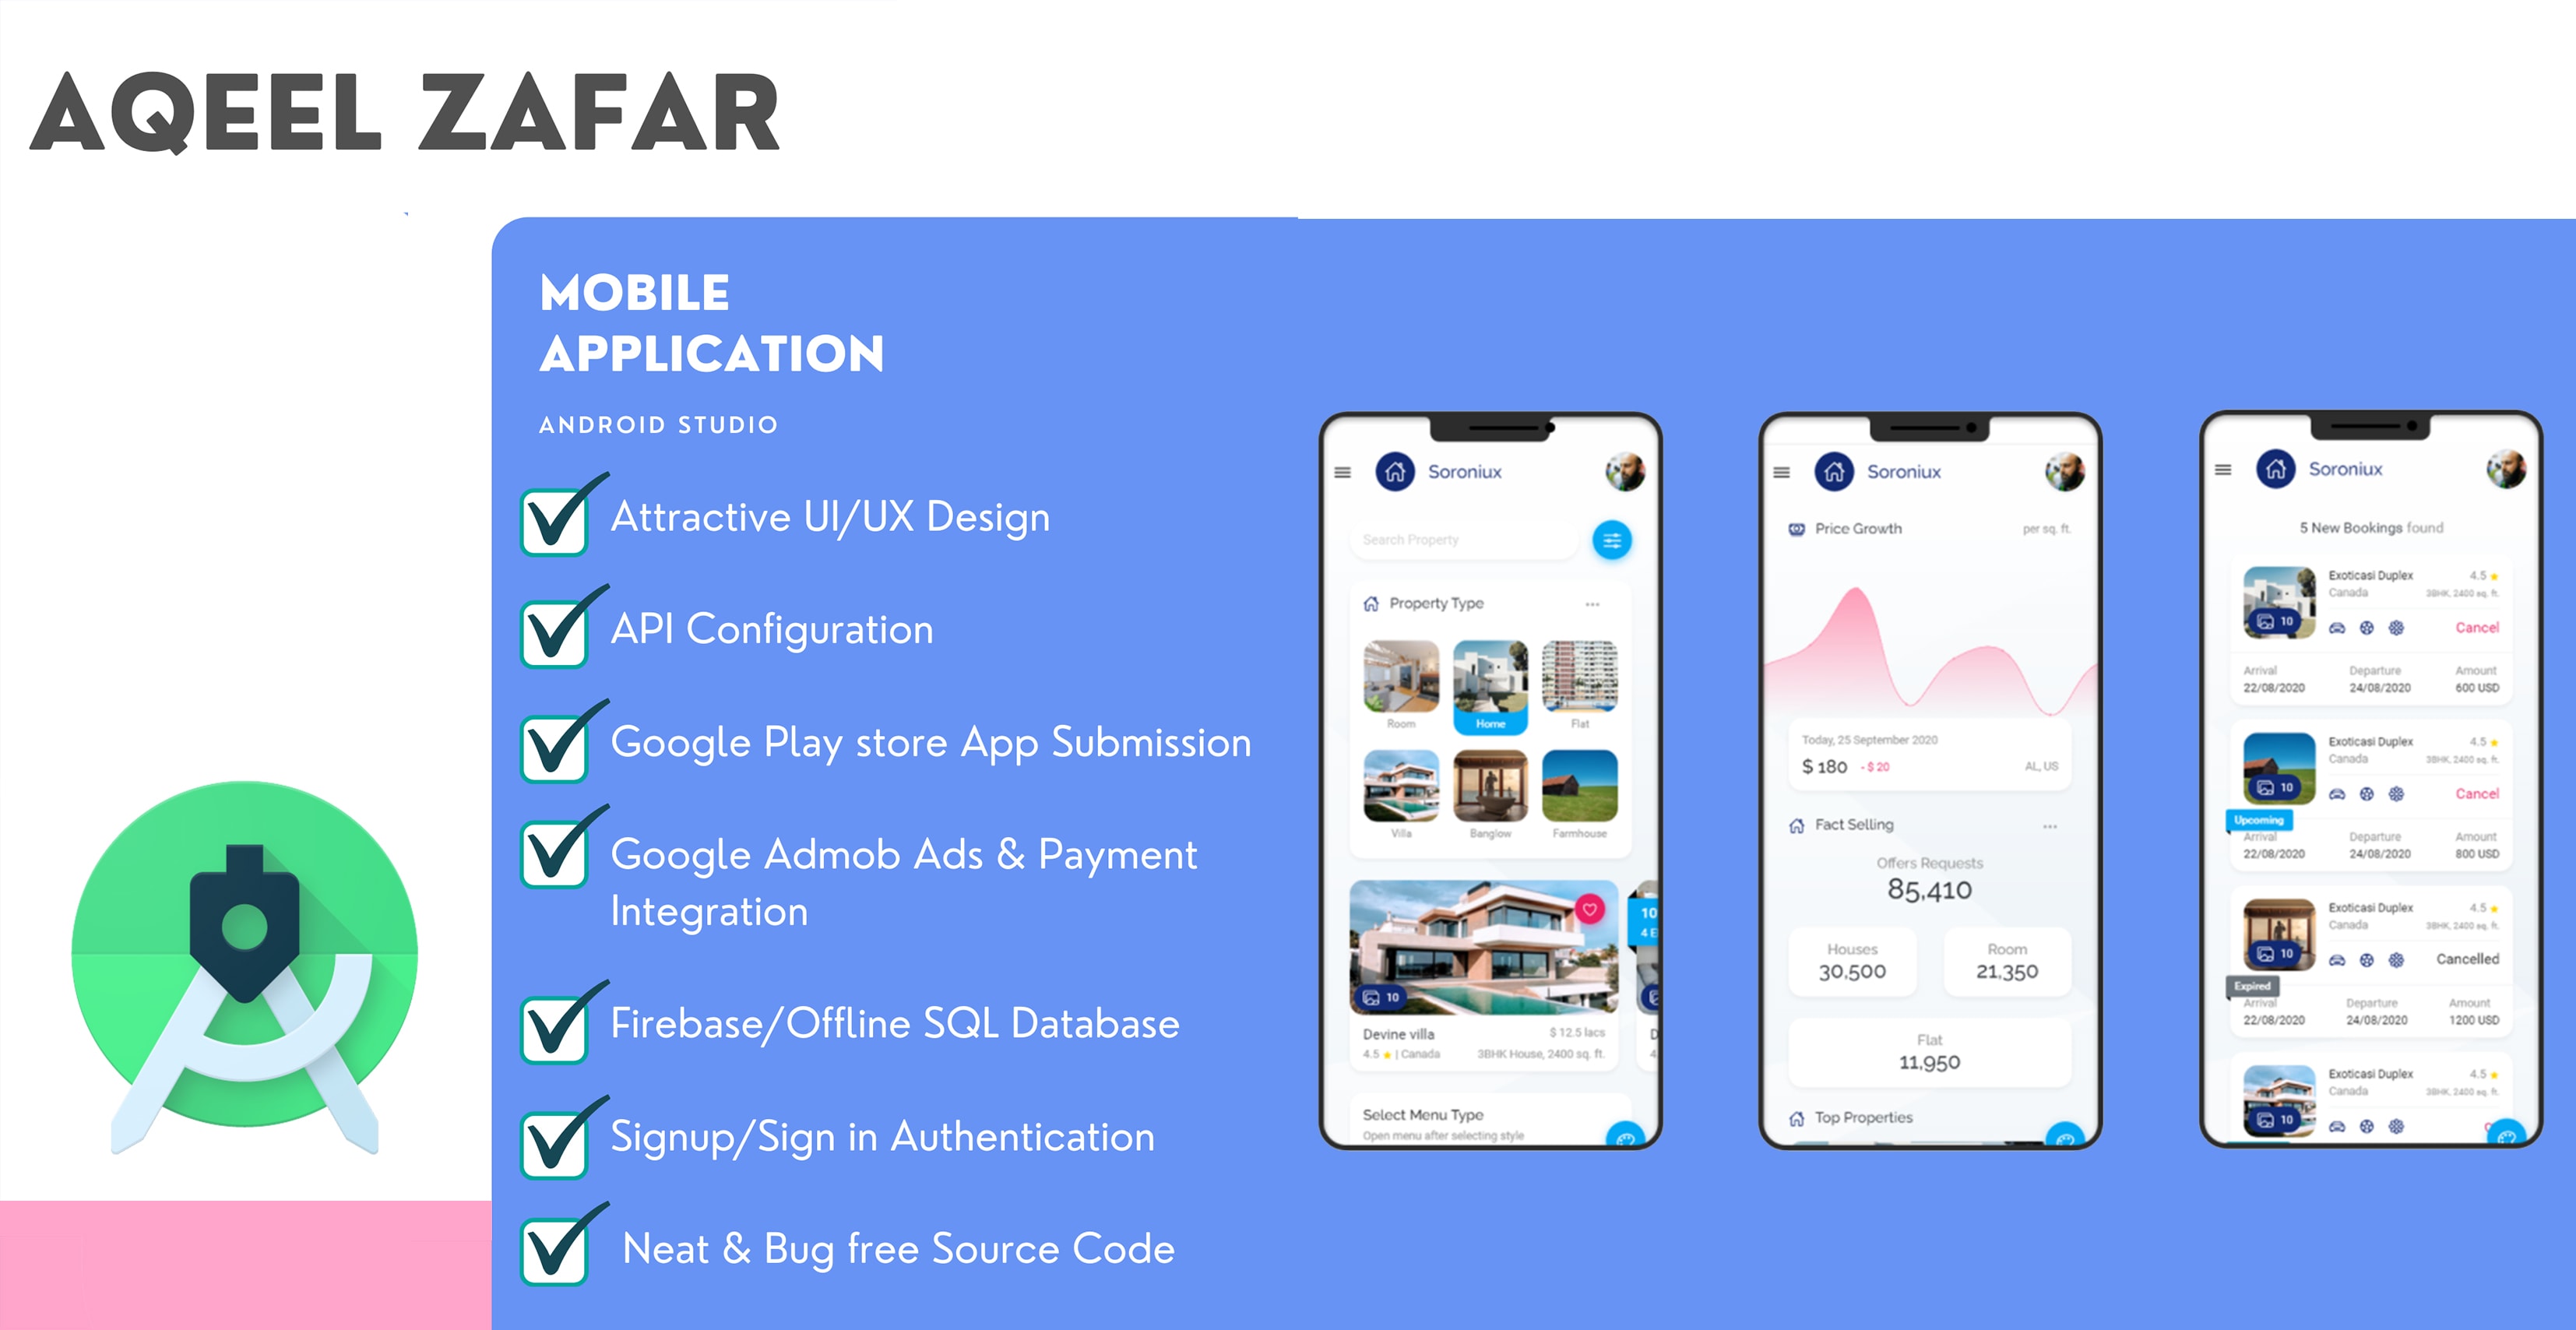 AQEEL ZAFAR
MOBILE
APPLICATION
ANDROID STUDIO
Attractive UI/UX Design
API Configuration
Google Play store App Submission
Google Admob Ads & Payment
Integration
Firebase/Offline SQL Database
Signup/Sign in Authentication
Neat & Bug free Source Code
Soroniux
Search Property
Property Type
Room Home Flat
Villa Banglow Farmhouse
10
4 E
10
Devine villa $ 12.5 lacs
4.5 | Canada 3BHK House, 2400 sq. ft.
D
4
Select Menu Type
Open menu after selecting style
Soroniux
Price Growth per sq. ft.
Today, 25 September 2020
$ 180 - $ 20 AL, US
Fact Selling
Offers Requests
85,410
Houses Room
30,500 21,350
Flat
11,950
Top Properties
Soroniux
5 New Bookings found
Exoticasi Duplex 4.5
Canada 3BHK, 2400 sq. ft.
10 Cancel
Arrival Departure Amount
22/08/2020 24/08/2020 600 USD
Exoticasi Duplex 4.5
Canada 3BHK, 2400 sq. ft.
10 Cancel
Upcoming
Arrival Departure Amount
22/08/2020 24/08/2020 800 USD
Exoticasi Duplex 4.5
Canada 3BHK, 2400 sq. ft.
10 Cancelled
Expired
Arrival Departure Amount
22/08/2020 24/08/2020 1200 USD
Exoticasi Duplex 4.5
Canada 3BHK, 2400 sq. ft.
10